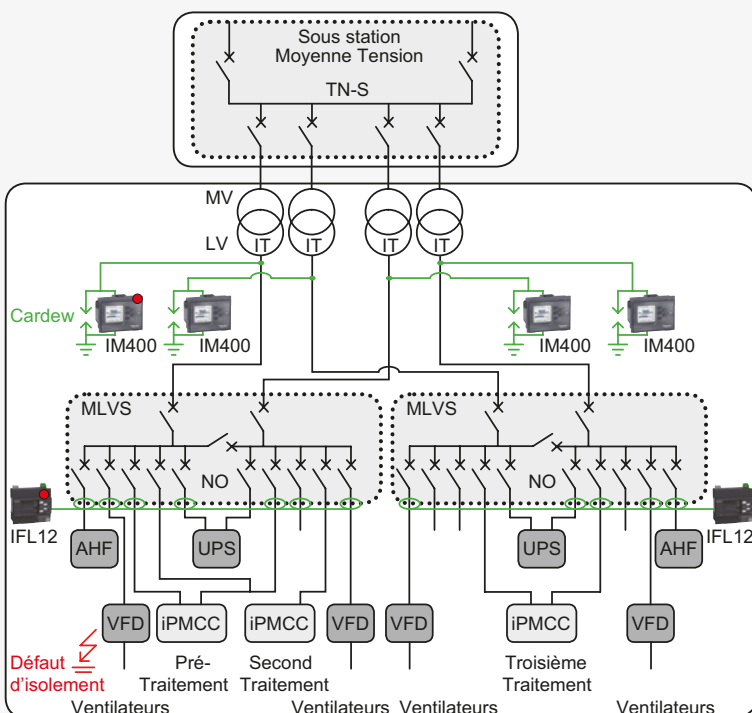 Sous station
Moyenne Tension
TN-S
MV
LV
IT
IT
IT
IT
Cardew
IM400
IM400
IM400
IM400
MLVS
MLVS
NO
NO
IFL12
IFL12
AHF
UPS
UPS
AHF
VFD
iPMCC
iPMCC
VFD
VFD
iPMCC
VFD
Défaut
d'isolement
Pré-
Traitement
Second
Traitement
Troisième
Traitement
Ventilateurs
Ventilateurs
Ventilateurs
Ventilateurs